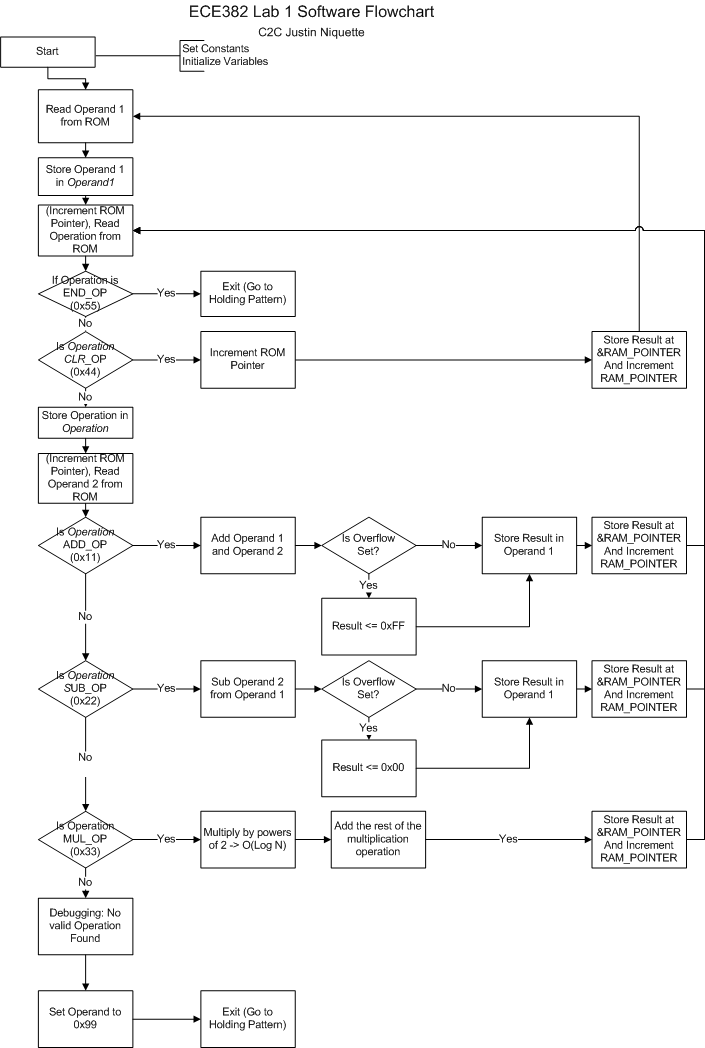 ECE382 Lab 1 Software Flowchart
C2C Justin Niquette
Start
Set Constants
Initialize Variables
Read Operand 1
from ROM
Store Operand 1
in Operand1
(Increment ROM
Pointer), Read
Operation from
ROM
If Operation is
END_OP
(0x55)
Yes
Exit (Go to
Holding Pattern)
No
Is Operation
CLR_OP
(0x44)
Yes
Increment ROM
Pointer
Store Result at
&RAM_POINTER
And Increment
RAM_POINTER
No
Store Operation in
Operation
(Increment ROM
Pointer), Read
Operand 2 from
ROM
Is Operation
ADD_OP
(0x11)
Yes
Add Operand 1
and Operand 2
Is Overflow
Set?
No
Store Result in
Operand 1
Store Result at
&RAM_POINTER
And Increment
RAM_POINTER
Yes
Result <= 0xFF
No
Is Operation
SUB_OP
(0x22)
Yes
Sub Operand 2
from Operand 1
Is Overflow
Set?
No
Store Result in
Operand 1
Store Result at
&RAM_POINTER
And Increment
RAM_POINTER
Yes
Result <= 0x00
No
Is Operation
MUL_OP
(0x33)
Yes
Multiply by powers
of 2 -> O(Log N)
Add the rest of the
multiplication
operation
Yes
Store Result at
&RAM_POINTER
And Increment
RAM_POINTER
No
Debugging: No
valid Operation
Found
Set Operand to
0x99
Exit (Go to
Holding Pattern)